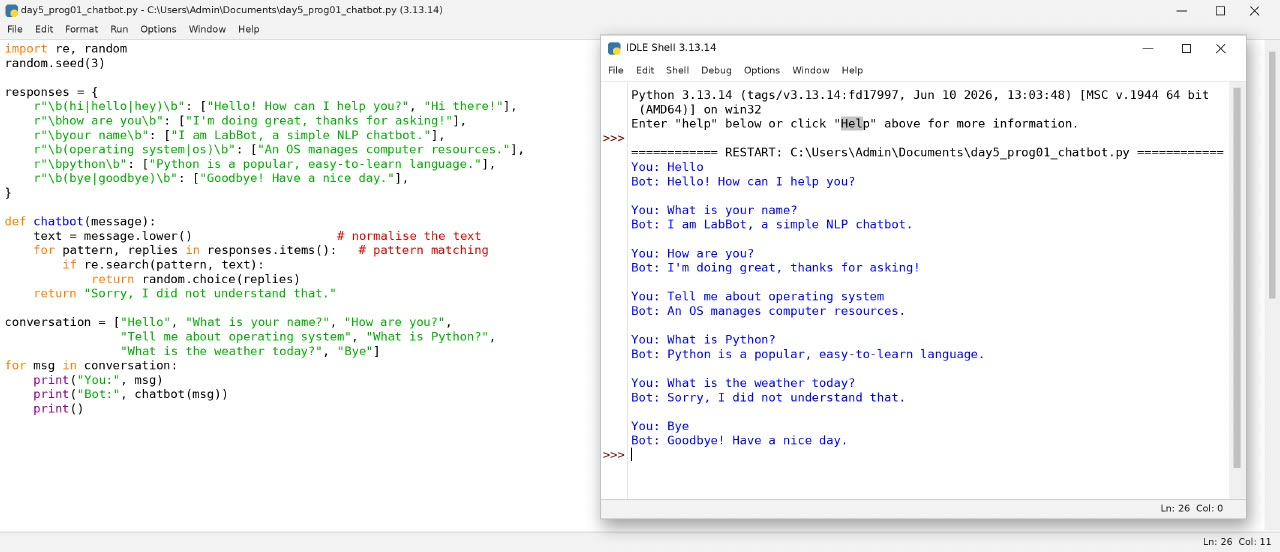 day5_prog01_chatbot.py - C:\Users\Admin\Documents\day5_prog01_chatbot.py (3.13.14)
File Edit Format Run Options Window Help
import re, random
random.seed(3)

responses = {
    r"\b(hi|hello|hey)\b": ["Hello! How can I help you?", "Hi there!"],
    r"\bhow are you\b": ["I'm doing great, thanks for asking!"],
    r"\byour name\b": ["I am LabBot, a simple NLP chatbot."],
    r"\b(operating system|os)\b": ["An OS manages computer resources."],
    r"\bpython\b": ["Python is a popular, easy-to-learn language."],
    r"\b(bye|goodbye)\b": ["Goodbye! Have a nice day."],
}

def chatbot(message):
    text = message.lower()                    # normalise the text
    for pattern, replies in responses.items():   # pattern matching
        if re.search(pattern, text):
            return random.choice(replies)
    return "Sorry, I did not understand that."

conversation = ["Hello", "What is your name?", "How are you?",
                "Tell me about operating system", "What is Python?",
                "What is the weather today?", "Bye"]
for msg in conversation:
    print("You:", msg)
    print("Bot:", chatbot(msg))
    print()
IDLE Shell 3.13.14
File Edit Shell Debug Options Window Help
Python 3.13.14 (tags/v3.13.14:fd17997, Jun 10 2026, 13:03:48) [MSC v.1944 64 bit
 (AMD64)] on win32
Enter "help" below or click "Help" above for more information.
>>>
============ RESTART: C:\Users\Admin\Documents\day5_prog01_chatbot.py ============
You: Hello
Bot: Hello! How can I help you?

You: What is your name?
Bot: I am LabBot, a simple NLP chatbot.

You: How are you?
Bot: I'm doing great, thanks for asking!

You: Tell me about operating system
Bot: An OS manages computer resources.

You: What is Python?
Bot: Python is a popular, easy-to-learn language.

You: What is the weather today?
Bot: Sorry, I did not understand that.

You: Bye
Bot: Goodbye! Have a nice day.
>>>
Ln: 26 Col: 0
Ln: 26 Col: 11